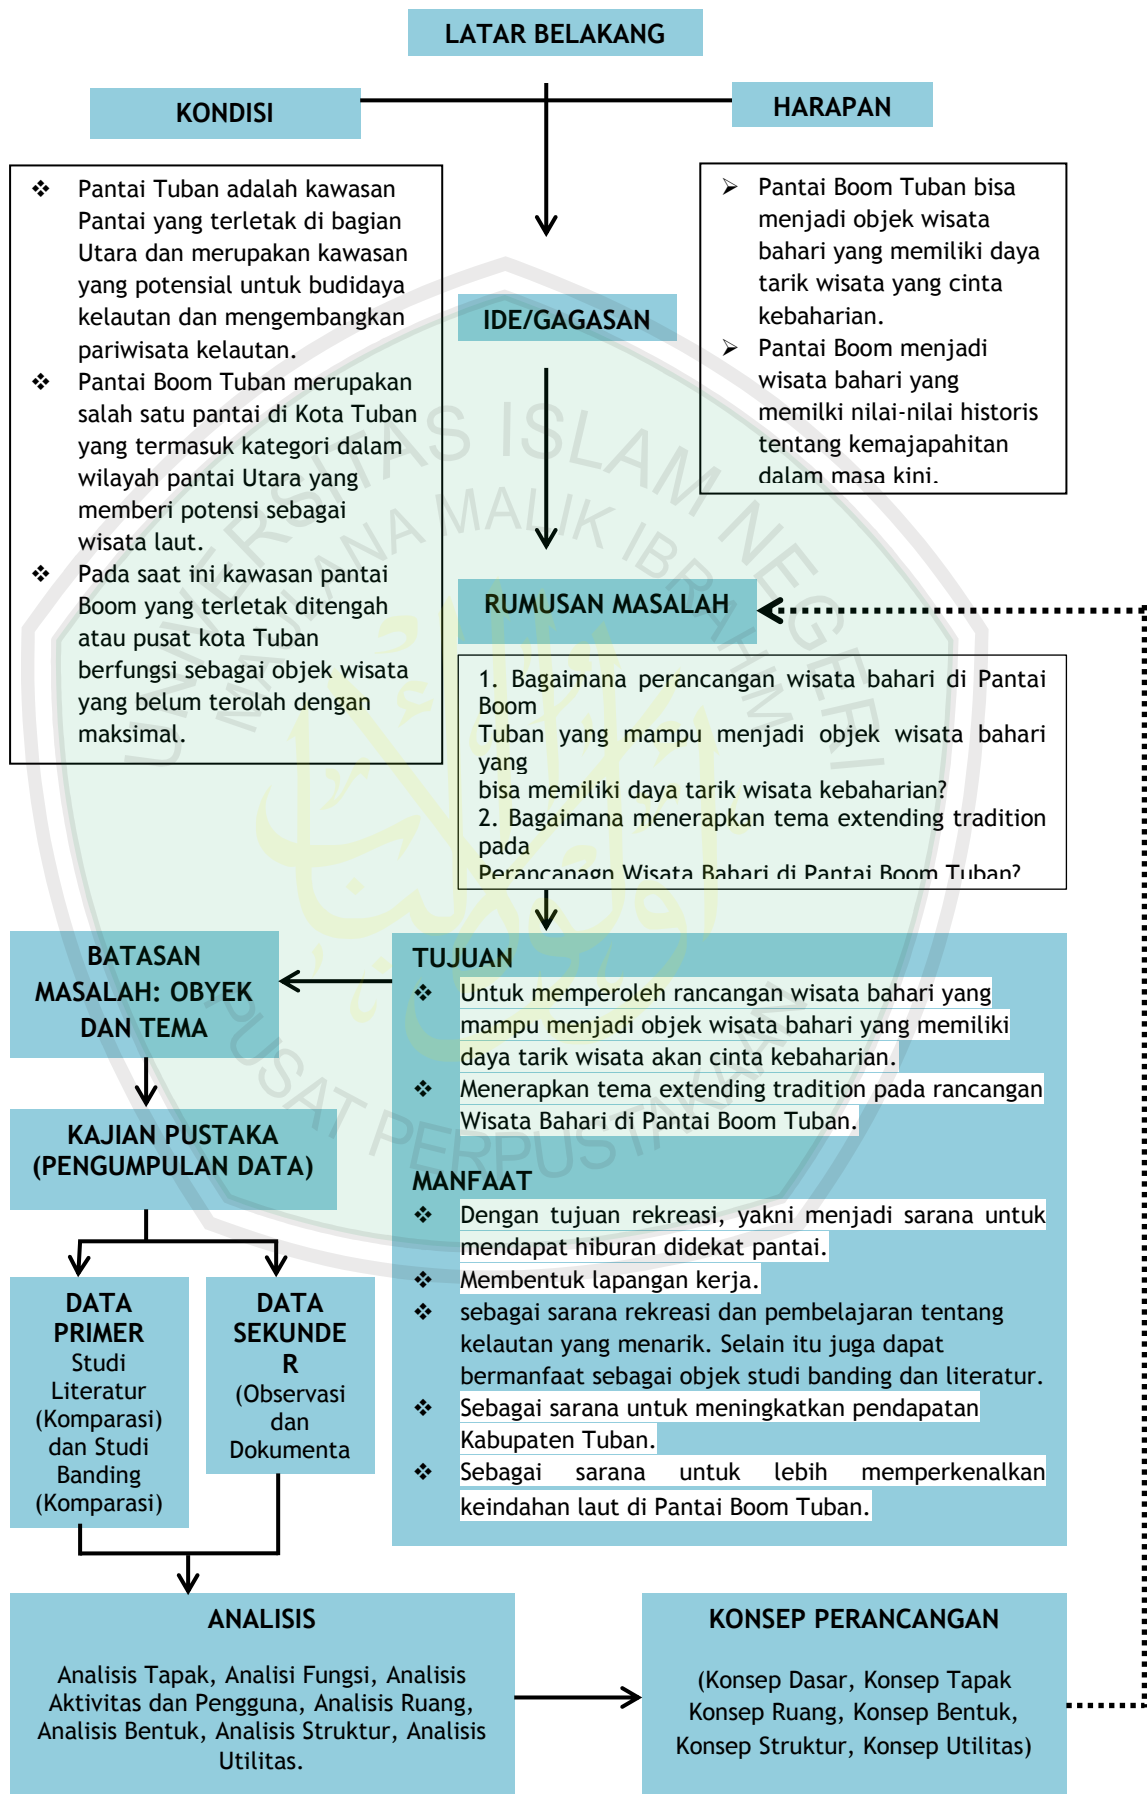 LATAR BELAKANG
KONDISI
HARAPAN
❖ Pantai Tuban adalah kawasan
Pantai yang terletak di bagian
Utara dan merupakan kawasan
yang potensial untuk budidaya
kelautan dan mengembangkan
pariwisata kelautan.
❖ Pantai Boom Tuban merupakan
salah satu pantai di Kota Tuban
yang termasuk kategori dalam
wilayah pantai Utara yang
memberi potensi sebagai
wisata laut.
❖ Pada saat ini kawasan pantai
Boom yang terletak ditengah
atau pusat kota Tuban
berfungsi sebagai objek wisata
yang belum terolah dengan
maksimal.
➢ Pantai Boom Tuban bisa
menjadi objek wisata
bahari yang memiliki daya
tarik wisata yang cinta
kebaharian.
➢ Pantai Boom menjadi
wisata bahari yang
memilki nilai-nilai historis
tentang kemajapahitan
dalam masa kini.
IDE/GAGASAN
RUMUSAN MASALAH
1. Bagaimana perancangan wisata bahari di Pantai
Boom
Tuban yang mampu menjadi objek wisata bahari
yang
bisa memiliki daya tarik wisata kebaharian?
2. Bagaimana menerapkan tema extending tradition
pada
Perancanagn Wisata Bahari di Pantai Boom Tuban?
BATASAN
MASALAH: OBYEK
DAN TEMA
TUJUAN
❖ Untuk memperoleh rancangan wisata bahari yang
mampu menjadi objek wisata bahari yang memiliki
daya tarik wisata akan cinta kebaharian.
❖ Menerapkan tema extending tradition pada rancangan
Wisata Bahari di Pantai Boom Tuban.
MANFAAT
❖ Dengan tujuan rekreasi, yakni menjadi sarana untuk
mendapat hiburan didekat pantai.
❖ Membentuk lapangan kerja.
❖ sebagai sarana rekreasi dan pembelajaran tentang
kelautan yang menarik. Selain itu juga dapat
bermanfaat sebagai objek studi banding dan literatur.
❖ Sebagai sarana untuk meningkatkan pendapatan
Kabupaten Tuban.
❖ Sebagai sarana untuk lebih memperkenalkan
keindahan laut di Pantai Boom Tuban.
KAJIAN PUSTAKA
(PENGUMPULAN DATA)
DATA
PRIMER
Studi
Literatur
(Komparasi)
dan Studi
Banding
(Komparasi)
DATA
SEKUNDE
R
(Observasi
dan
Dokumenta
ANALISIS
Analisis Tapak, Analisi Fungsi, Analisis
Aktivitas dan Pengguna, Analisis Ruang,
Analisis Bentuk, Analisis Struktur, Analisis
Utilitas.
KONSEP PERANCANGAN
(Konsep Dasar, Konsep Tapak
Konsep Ruang, Konsep Bentuk,
Konsep Struktur, Konsep Utilitas)
UNIVERSITAS ISLAM NEGERI
MAULANA MALIK IBRAHIM
PUSAT PERPUSTAKAAN